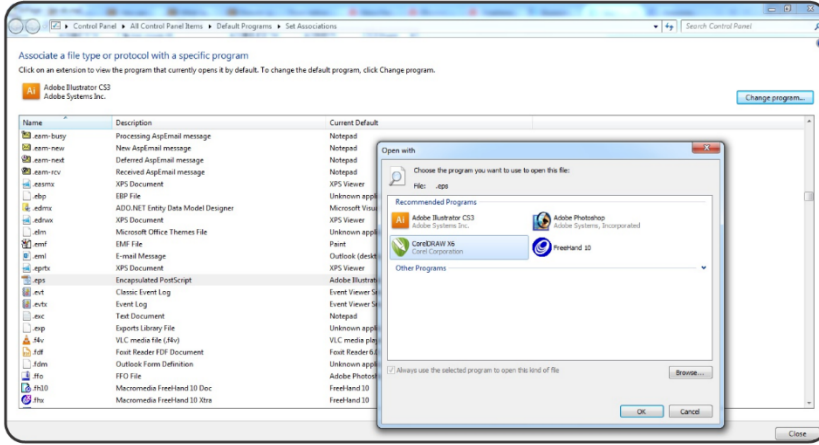 Control Panel ▸ All Control Panel Items ▸ Default Programs ▸ Set Associations
Search Control Panel
Associate a file type or protocol with a specific program
Click on an extension to view the program that currently opens it by default. To change the default program, click Change program.
Adobe Illustrator CS3
Adobe Systems Inc.
Change program...
Name Description Current Default
.eam-busy Processing AspEmail message Notepad
.eam-new New AspEmail message Notepad
.eam-next Deferred AspEmail message Notepad
.eam-rcv Received AspEmail message Notepad
.easmx XPS Document XPS Viewer
.ebp EBP File Unknown appli
.edmx ADO.NET Entity Data Model Designer Microsoft Visu
.edrwx XPS Document XPS Viewer
.elm Microsoft Office Themes File Unknown appli
.emf EMF File Paint
.eml E-mail Message Outlook (deskt
.eprtx XPS Document XPS Viewer
.eps Encapsulated PostScript Adobe Illustrat
.evt Classic Event Log Event Viewer Sn
.evtx Event Log Event Viewer Sn
.exc Text Document Notepad
.exp Exports Library File Unknown appli
.f4v VLC media file (.f4v) VLC media play
.fdf Foxit Reader FDF Document Foxit Reader 6.
.fdm Outlook Form Definition Unknown appli
.ffo FFO File Adobe Photosh
.fh10 Macromedia FreeHand 10 Doc FreeHand 10
.fhx Macromedia FreeHand 10 Xtra FreeHand 10
Open with
Choose the program you want to use to open this file:
File: .eps
Recommended Programs
Ai Adobe Illustrator CS3
Adobe Systems Inc.
Adobe Photoshop
Adobe Systems, Incorporated
CorelDRAW X6
Corel Corporation
FreeHand 10
Other Programs
Always use the selected program to open this kind of file
Browse...
OK Cancel
Close